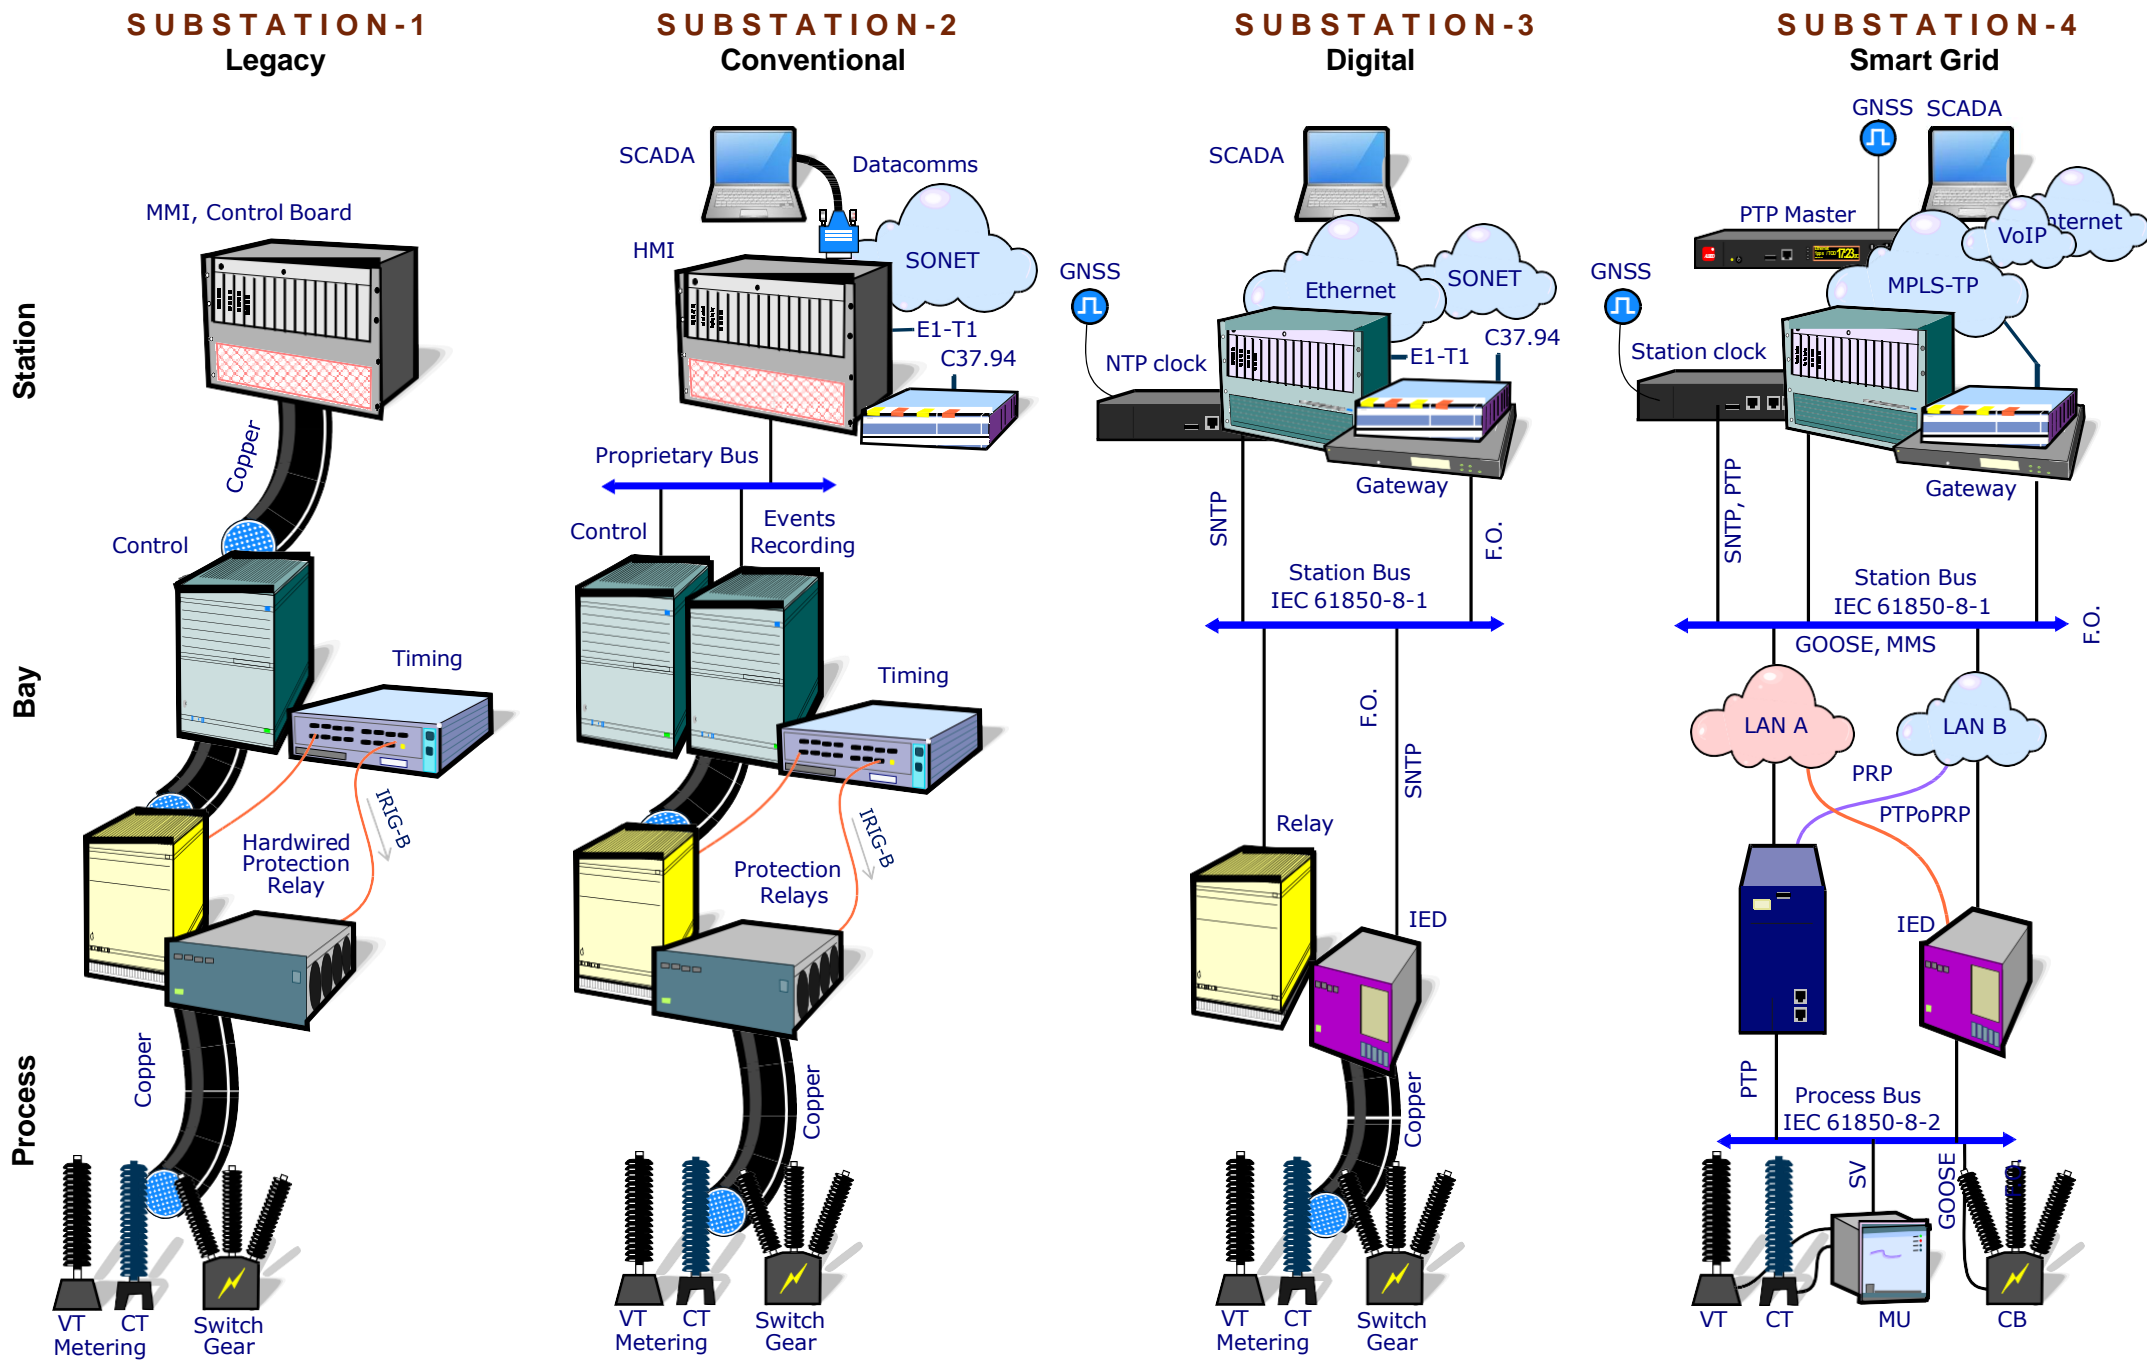 SUBSTATION-1
Legacy
SUBSTATION-2
Conventional
SUBSTATION-3
Digital
SUBSTATION-4
Smart Grid
Station
Bay
Process
MMI, Control Board
Copper
Control
Timing
IRIG-B
Hardwired
Protection
Relay
Copper
VT
CT
Metering
Switch
Gear
SCADA
Datacomms
HMI
SONET
E1-T1
C37.94
Proprietary Bus
Control
Events
Recording
Timing
IRIG-B
Protection
Relays
Copper
VT
CT
Metering
Switch
Gear
SCADA
GNSS
Ethernet
SONET
NTP clock
E1-T1
C37.94
Gateway
SNTP
F.O.
Station Bus
IEC 61850-8-1
F.O.
SNTP
Relay
IED
Copper
VT
CT
Metering
Switch
Gear
GNSS
SCADA
PTP Master
VoIP
nternet
GNSS
MPLS-TP
Station clock
Gateway
SNTP, PTP
Station Bus
IEC 61850-8-1
F.O.
GOOSE, MMS
LAN A
LAN B
PRP
PTPoPRP
IED
PTP
Process Bus
IEC 61850-8-2
SV
GOOSE
F.O.
VT
CT
MU
CB